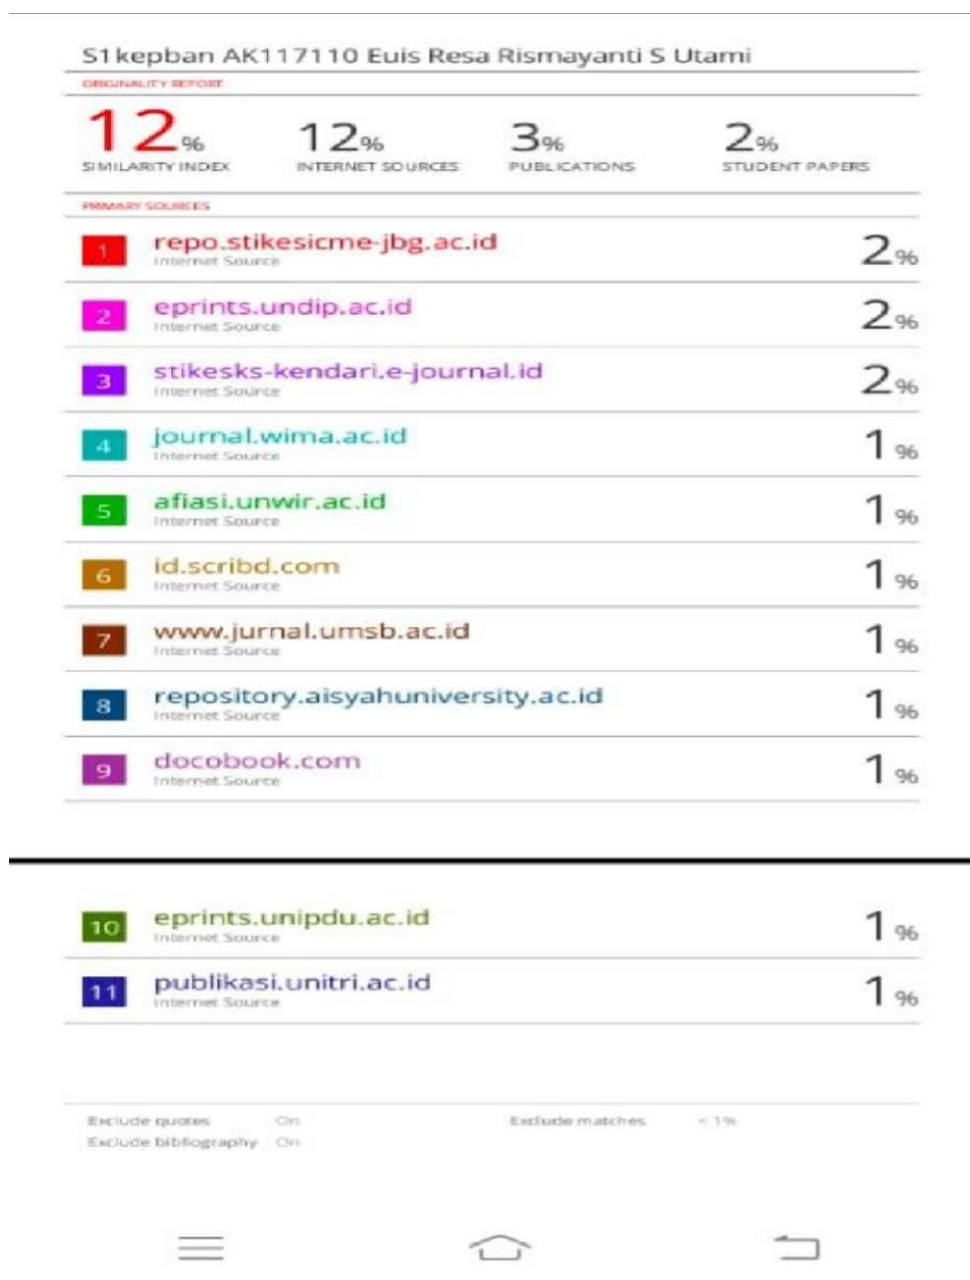 S1kepban AK117110 Euis Resa Rismayanti S Utami
ORIGINALITY REPORT
12% 12% 3% 2%
SIMILARITY INDEX INTERNET SOURCES PUBLICATIONS STUDENT PAPERS
PRIMARY SOURCES
1 repo.stikesicme-jbg.ac.id 2%
Internet Source
2 eprints.undip.ac.id 2%
Internet Source
3 stikesks-kendari.e-journal.id 2%
Internet Source
4 journal.wima.ac.id 1%
Internet Source
5 afiasi.unwir.ac.id 1%
Internet Source
6 id.scribd.com 1%
Internet Source
7 www.jurnal.umsb.ac.id 1%
Internet Source
8 repository.aisyahuniversity.ac.id 1%
Internet Source
9 docobook.com 1%
Internet Source
10 eprints.unipdu.ac.id 1%
Internet Source
11 publikasi.unitri.ac.id 1%
Internet Source
Exclude quotes On Exclude matches < 1%
Exclude bibliography On